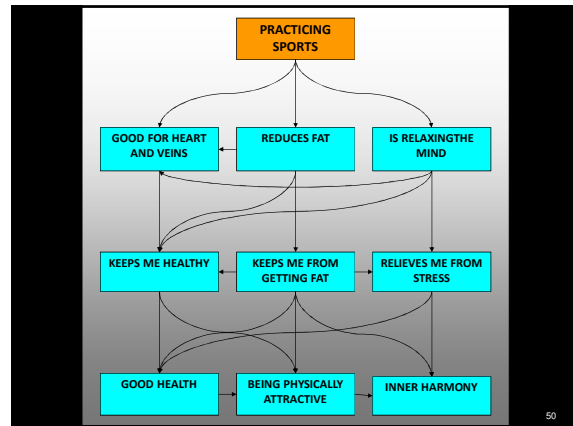 PRACTICING
SPORTS
GOOD FOR HEART
AND VEINS
REDUCES FAT
IS RELAXINGTHE
MIND
KEEPS ME HEALTHY
KEEPS ME FROM
GETTING FAT
RELIEVES ME FROM
STRESS
GOOD HEALTH
BEING PHYSICALLY
ATTRACTIVE
INNER HARMONY
50